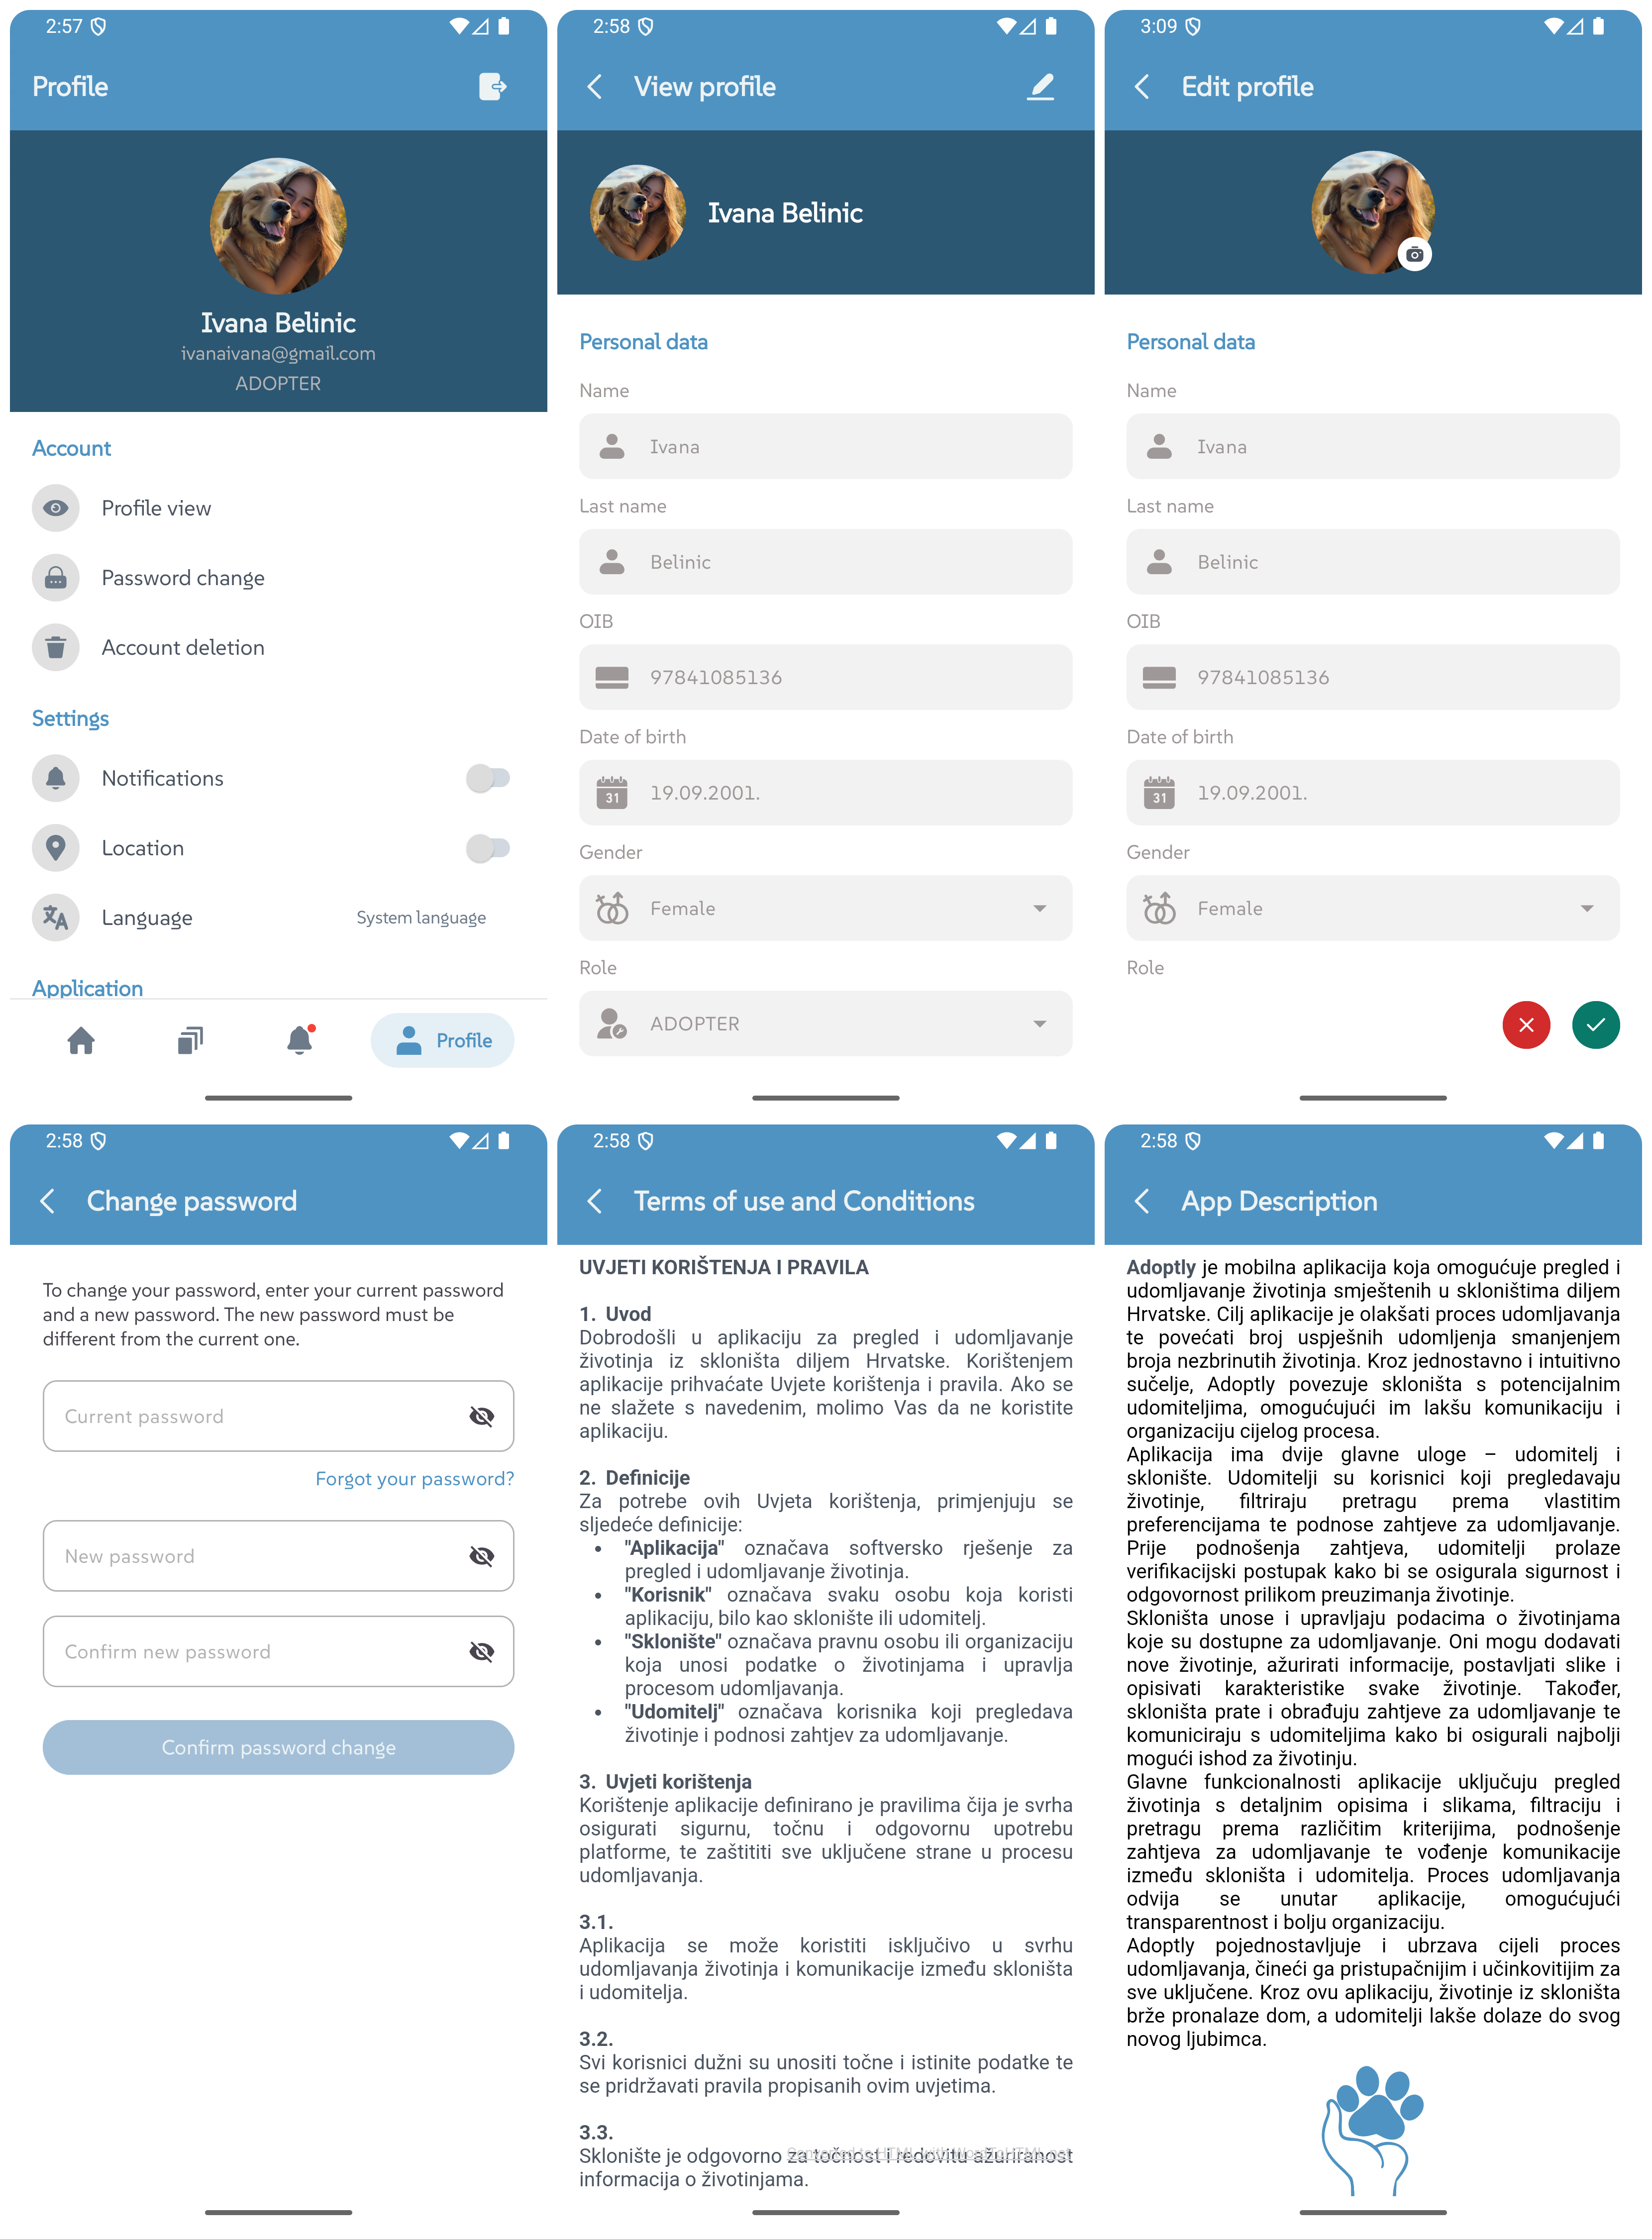 2:57
Profile
Ivana Belinic
ivanaivana@gmail.com
ADOPTER
Account
Profile view
Password change
Account deletion
Settings
Notifications
Location
Language System language
Application
Profile
2:58
View profile
Ivana Belinic
Personal data
Name
Ivana
Last name
Belinic
OIB
97841085136
Date of birth
31 19.09.2001.
Gender
Female
Role
ADOPTER
3:09
Edit profile
Personal data
Name
Ivana
Last name
Belinic
OIB
97841085136
Date of birth
31 19.09.2001.
Gender
Female
Role
2:58
Change password
To change your password, enter your current password
and a new password. The new password must be
different from the current one.
Current password
Forgot your password?
New password
Confirm new password
Confirm password change
2:58
Terms of use and Conditions
UVJETI KORIŠTENJA I PRAVILA
1. Uvod
Dobrodošli u aplikaciju za pregled i udomljavanje
životinja iz skloništa diljem Hrvatske. Korištenjem
aplikacije prihvaćate Uvjete korištenja i pravila. Ako se
ne slažete s navedenim, molimo Vas da ne koristite
aplikaciju.
2. Definicije
Za potrebe ovih Uvjeta korištenja, primjenjuju se
sljedeće definicije:
• "Aplikacija" označava softversko rješenje za
pregled i udomljavanje životinja.
• "Korisnik" označava svaku osobu koja koristi
aplikaciju, bilo kao sklonište ili udomitelj.
• "Sklonište" označava pravnu osobu ili organizaciju
koja unosi podatke o životinjama i upravlja
procesom udomljavanja.
• "Udomitelj" označava korisnika koji pregledava
životinje i podnosi zahtjev za udomljavanje.
3. Uvjeti korištenja
Korištenje aplikacije definirano je pravilima čija je svrha
osigurati sigurnu, točnu i odgovornu upotrebu
platforme, te zaštititi sve uključene strane u procesu
udomljavanja.
3.1.
Aplikacija se može koristiti isključivo u svrhu
udomljavanja životinja i komunikacije između skloništa
i udomitelja.
3.2.
Svi korisnici dužni su unositi točne i istinite podatke te
se pridržavati pravila propisanih ovim uvjetima.
3.3.
Sklonište je odgovorno za točnost i redovitu ažuriranost
Converted to HTML with WordToHTML.net
informacija o životinjama.
2:58
App Description
Adoptly je mobilna aplikacija koja omogućuje pregled i
udomljavanje životinja smještenih u skloništima diljem
Hrvatske. Cilj aplikacije je olakšati proces udomljavanja
te povećati broj uspješnih udomljenja smanjenjem
broja nezbrinutih životinja. Kroz jednostavno i intuitivno
sučelje, Adoptly povezuje skloništa s potencijalnim
udomiteljima, omogućujući im lakšu komunikaciju i
organizaciju cijelog procesa.
Aplikacija ima dvije glavne uloge – udomitelj i
sklonište. Udomitelji su korisnici koji pregledavaju
životinje, filtriraju pretragu prema vlastitim
preferencijama te podnose zahtjeve za udomljavanje.
Prije podnošenja zahtjeva, udomitelji prolaze
verifikacijski postupak kako bi se osigurala sigurnost i
odgovornost prilikom preuzimanja životinje.
Skloništa unose i upravljaju podacima o životinjama
koje su dostupne za udomljavanje. Oni mogu dodavati
nove životinje, ažurirati informacije, postavljati slike i
opisivati karakteristike svake životinje. Također,
skloništa prate i obrađuju zahtjeve za udomljavanje te
komuniciraju s udomiteljima kako bi osigurali najbolji
mogući ishod za životinju.
Glavne funkcionalnosti aplikacije uključuju pregled
životinja s detaljnim opisima i slikama, filtraciju i
pretragu prema različitim kriterijima, podnošenje
zahtjeva za udomljavanje te vođenje komunikacije
između skloništa i udomitelja. Proces udomljavanja
odvija se unutar aplikacije, omogućujući
transparentnost i bolju organizaciju.
Adoptly pojednostavljuje i ubrzava cijeli proces
udomljavanja, čineći ga pristupačnijim i učinkovitijim za
sve uključene. Kroz ovu aplikaciju, životinje iz skloništa
brže pronalaze dom, a udomitelji lakše dolaze do svog
novog ljubimca.